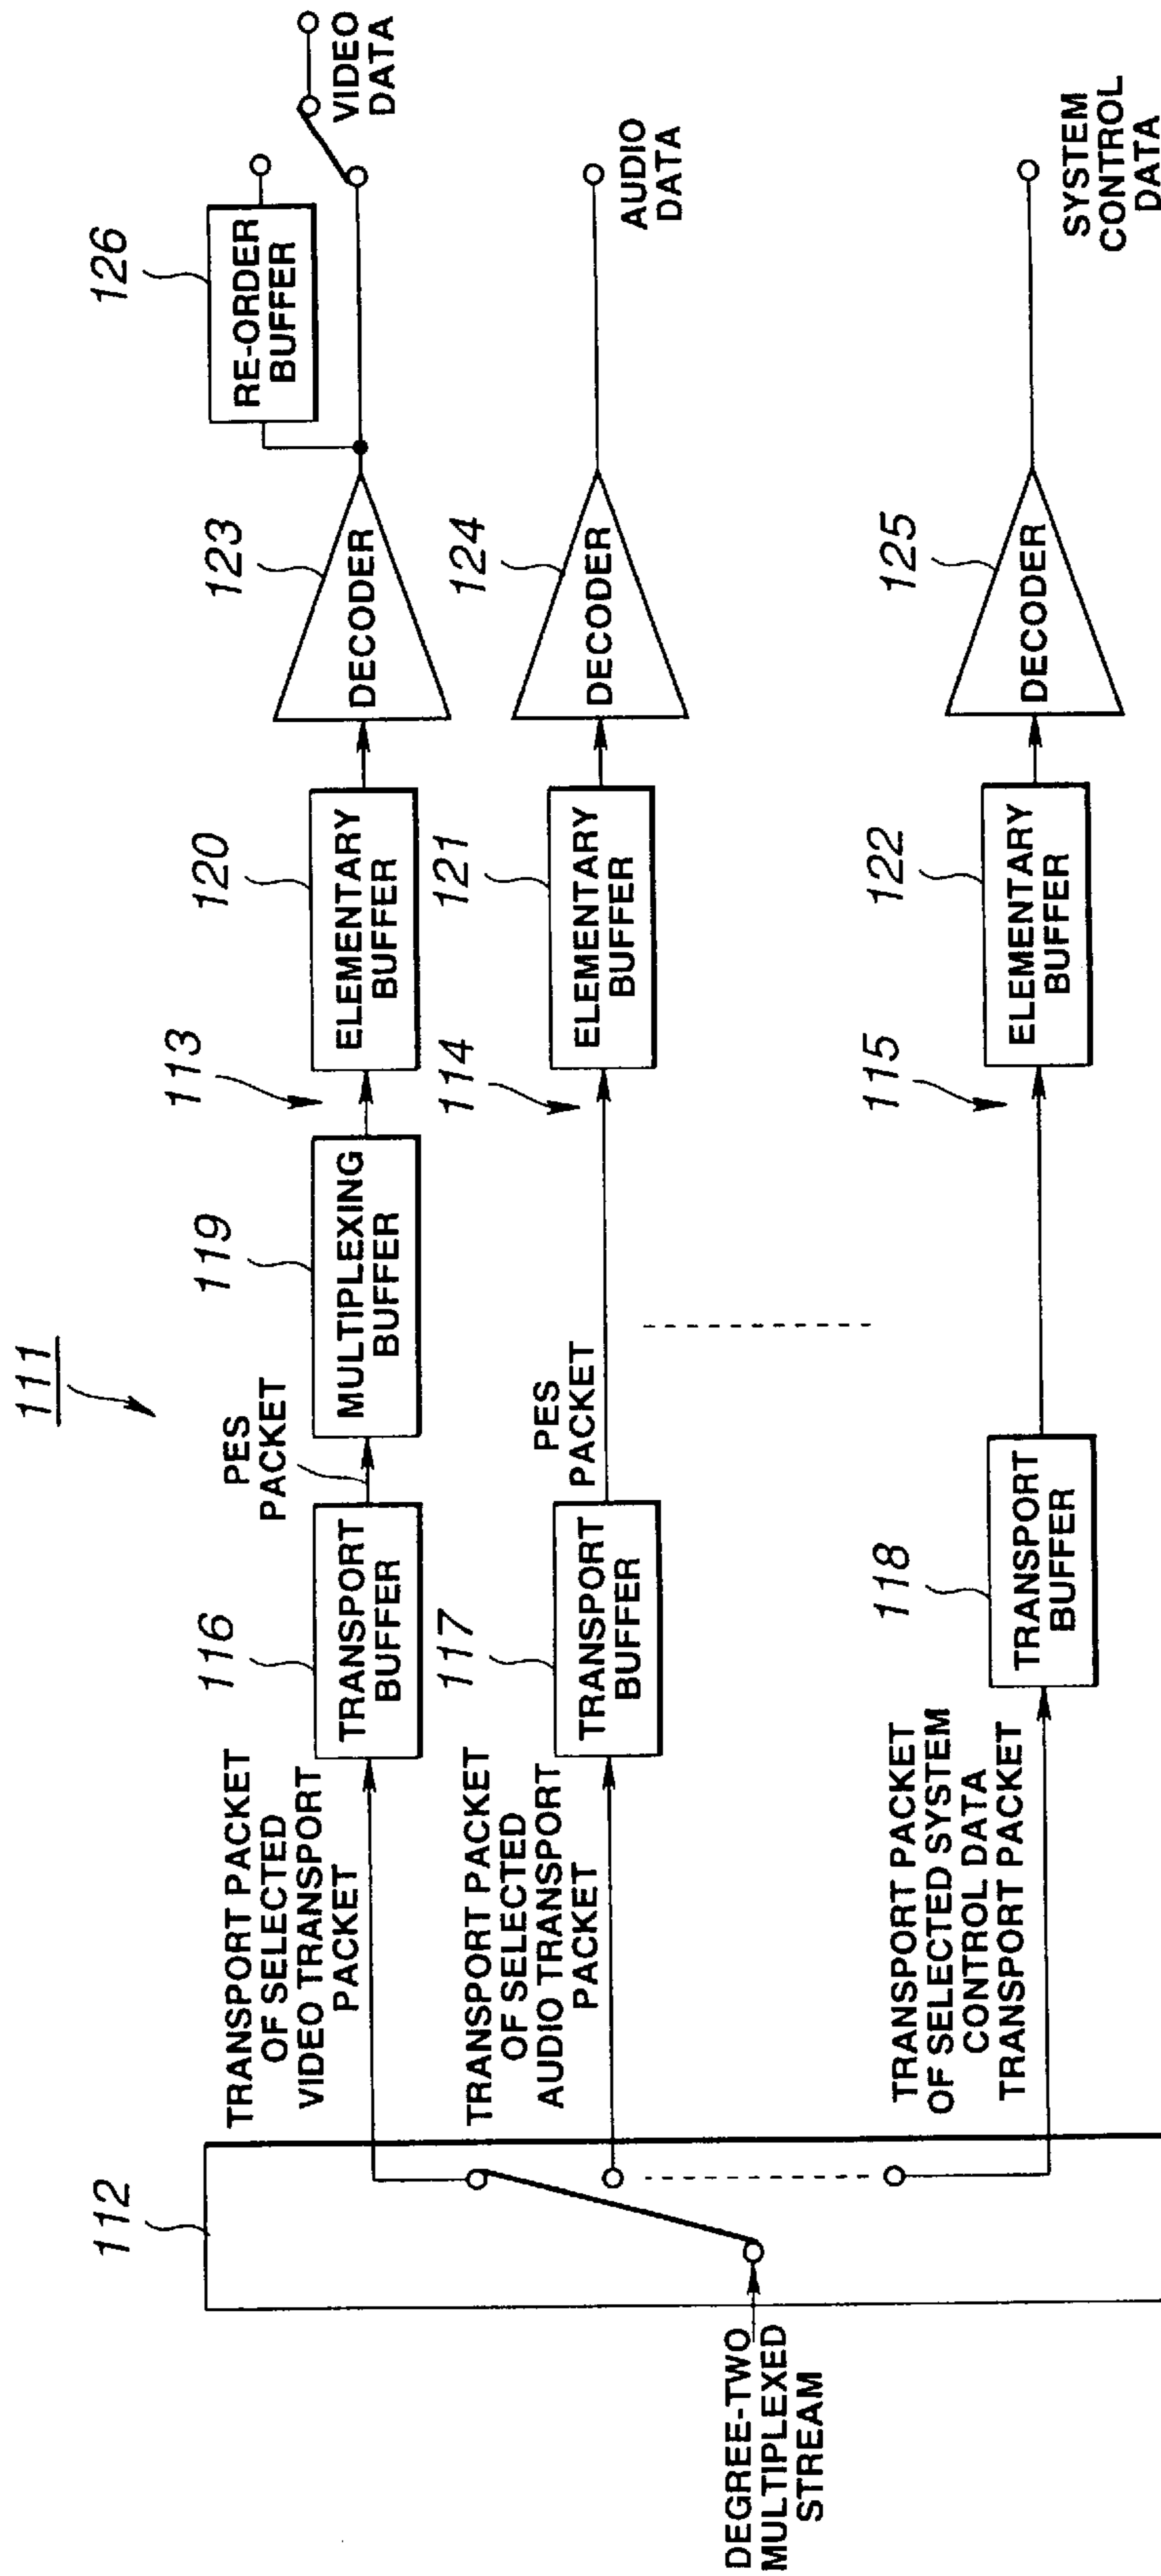 111
112
DEGREE-TWO
MULTIPLEXED
STREAM
TRANSPORT PACKET
OF SELECTED
VIDEO TRANSPORT
PACKET
116
TRANSPORT
BUFFER
PES
PACKET
119
MULTIPLEXING
BUFFER
113
120
ELEMENTARY
BUFFER
123
DECODER
126
RE-ORDER
BUFFER
VIDEO
DATA
TRANSPORT PACKET
OF SELECTED
AUDIO TRANSPORT
PACKET
117
TRANSPORT
BUFFER
PES
PACKET
114
121
ELEMENTARY
BUFFER
124
DECODER
AUDIO
DATA
TRANSPORT PACKET
OF SELECTED SYSTEM
CONTROL DATA
TRANSPORT PACKET
118
TRANSPORT
BUFFER
115
122
ELEMENTARY
BUFFER
125
DECODER
SYSTEM
CONTROL
DATA